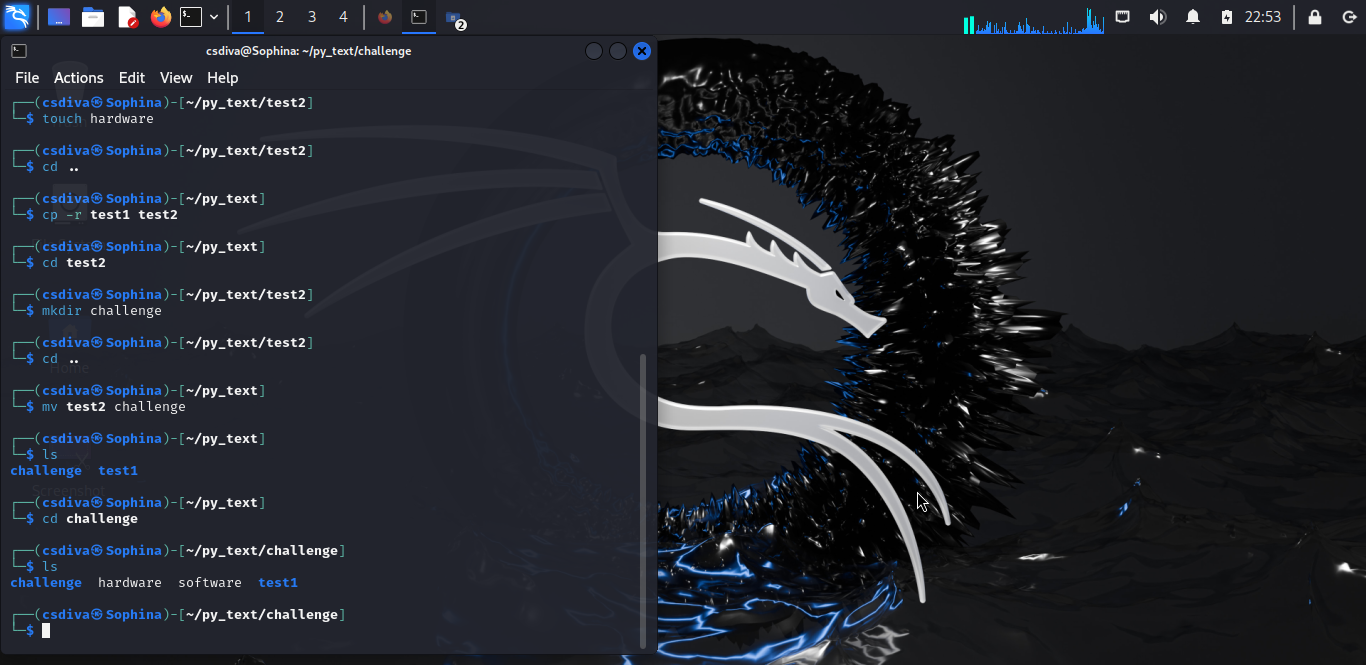 1 2 3 4 2 22:53
csdiva@Sophina: ~/py_text/challenge
File Actions Edit View Help
┌──(csdiva㉿Sophina)-[~/py_text/test2]
└─$ touch hardware
┌──(csdiva㉿Sophina)-[~/py_text/test2]
└─$ cd ..
┌──(csdiva㉿Sophina)-[~/py_text]
└─$ cp -r test1 test2
┌──(csdiva㉿Sophina)-[~/py_text]
└─$ cd test2
┌──(csdiva㉿Sophina)-[~/py_text/test2]
└─$ mkdir challenge
┌──(csdiva㉿Sophina)-[~/py_text/test2]
└─$ cd ..
Home
┌──(csdiva㉿Sophina)-[~/py_text]
└─$ mv test2 challenge
┌──(csdiva㉿Sophina)-[~/py_text]
└─$ ls
challenge test1
Screenshot
┌──(csdiva㉿Sophina)-[~/py_text]
└─$ cd challenge
┌──(csdiva㉿Sophina)-[~/py_text/challenge]
└─$ ls
challenge hardware software test1
┌──(csdiva㉿Sophina)-[~/py_text/challenge]
└─$